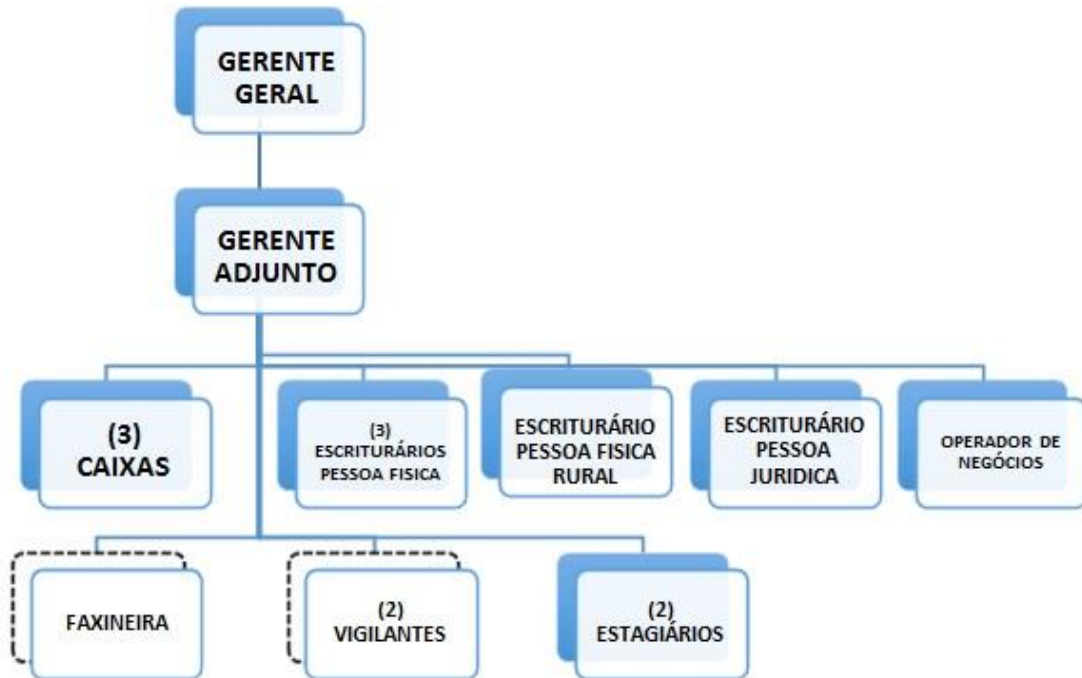 GERENTE
GERAL
GERENTE
ADJUNTO
(3)
CAIXAS
(3)
ESCRITURÁRIOS
PESSOA FISICA
ESCRITURÁRIO
PESSOA FISICA
RURAL
ESCRITURÁRIO
PESSOA
JURIDICA
OPERADOR DE
NEGÓCIOS
FAXINEIRA
(2)
VIGILANTES
(2)
ESTAGIÁRIOS